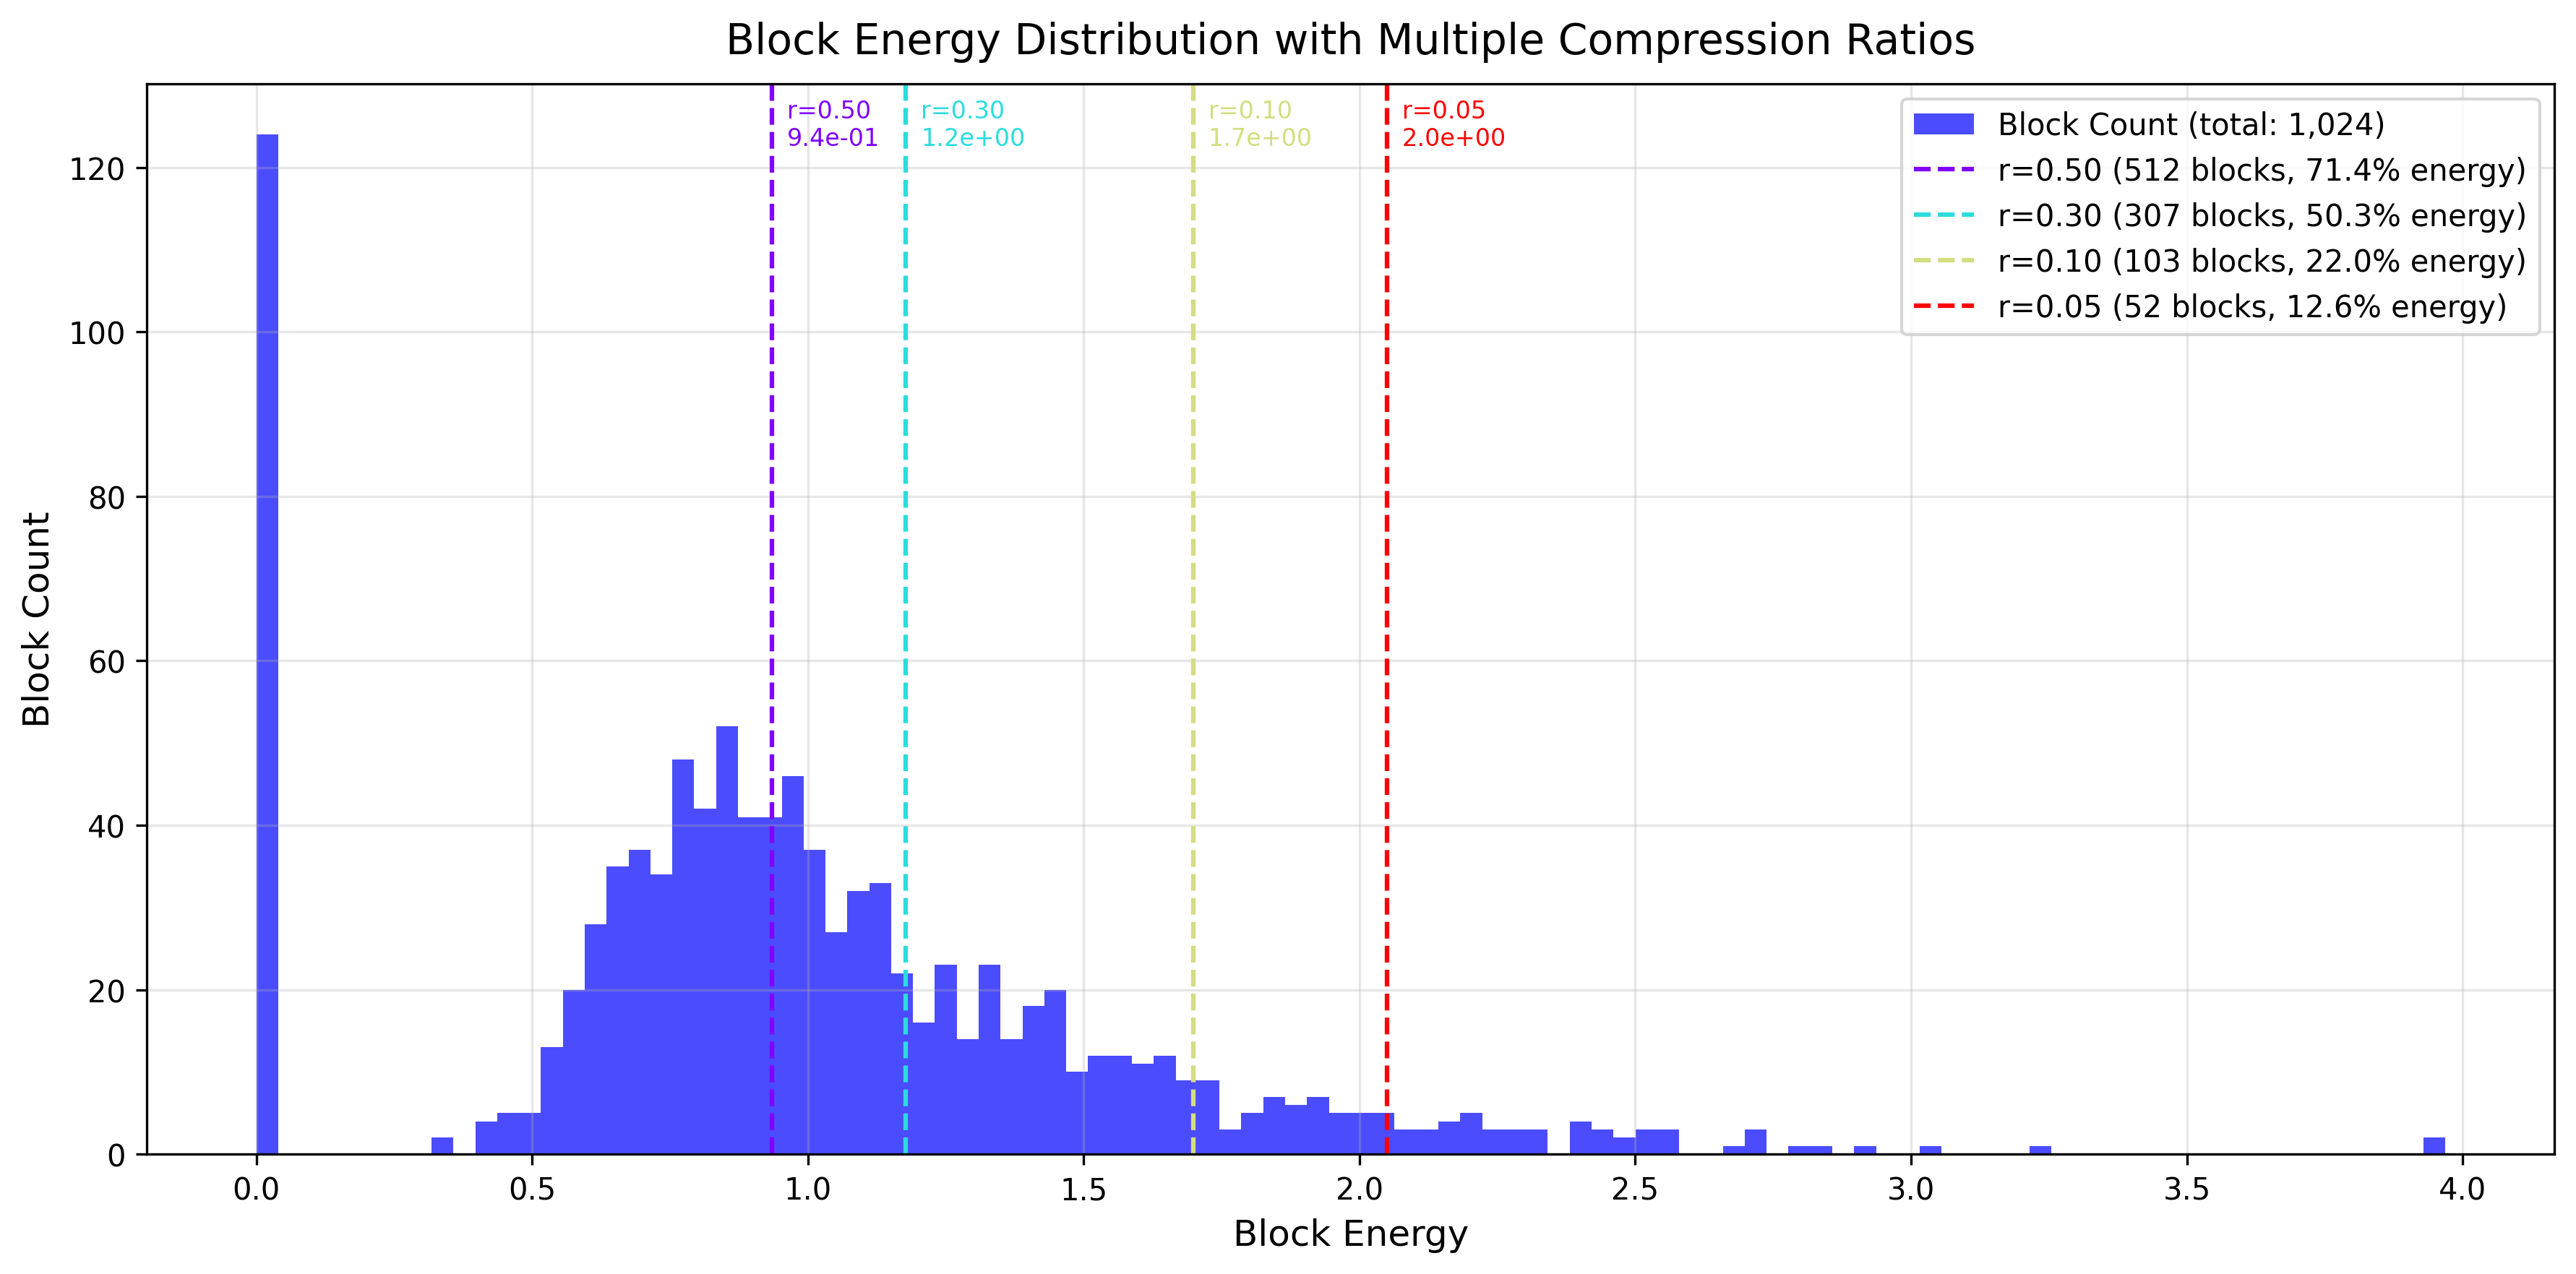 Block Energy Distribution with Multiple Compression Ratios
r=0.50
9.4e-01
r=0.30
1.2e+00
r=0.10
1.7e+00
r=0.05
2.0e+00
Block Count (total: 1,024)
r=0.50 (512 blocks, 71.4% energy)
r=0.30 (307 blocks, 50.3% energy)
r=0.10 (103 blocks, 22.0% energy)
r=0.05 (52 blocks, 12.6% energy)
Block Count
120
100
80
60
40
20
0
0.0 0.5 1.0 1.5 2.0 2.5 3.0 3.5 4.0
Block Energy